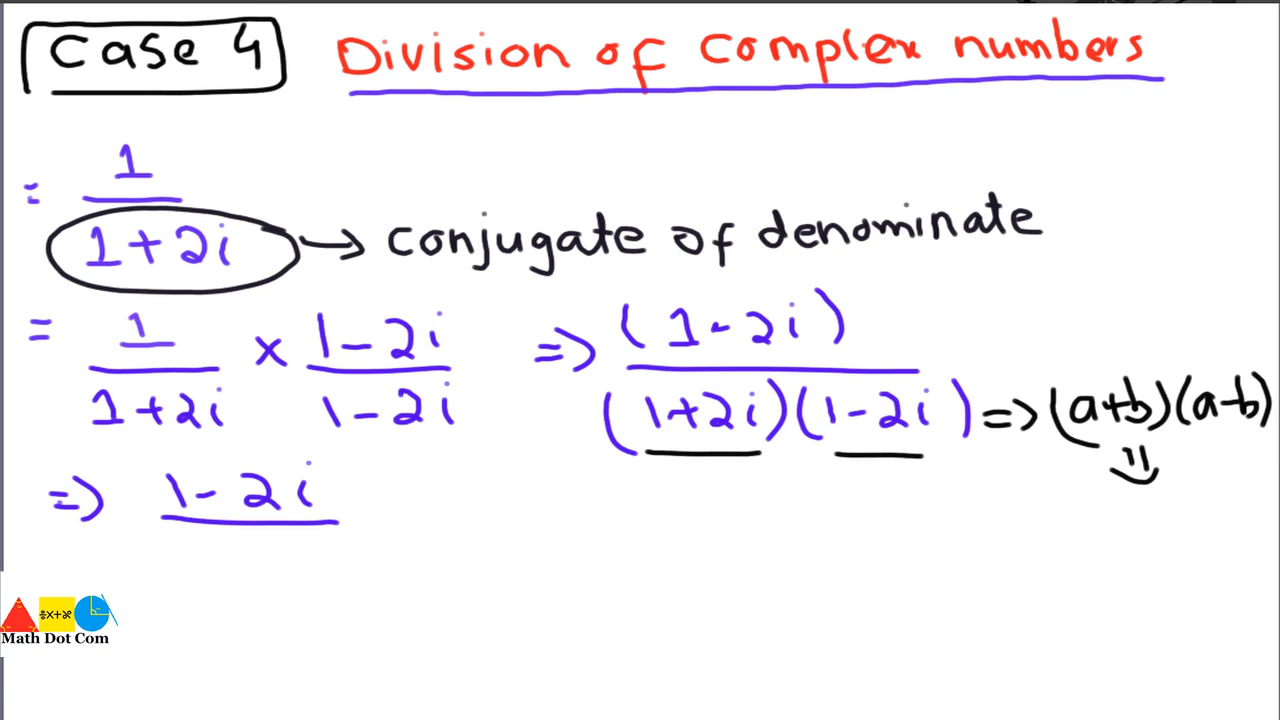 Case 4 Division of complex numbers
= 1/(1+2i) → conjugate of denominate
= 1/(1+2i) × (1-2i)/(1-2i) => (1-2i)/((1+2i)(1-2i)) => (a+b)(a-b)
=> 1-2i
÷×+
Math Dot Com